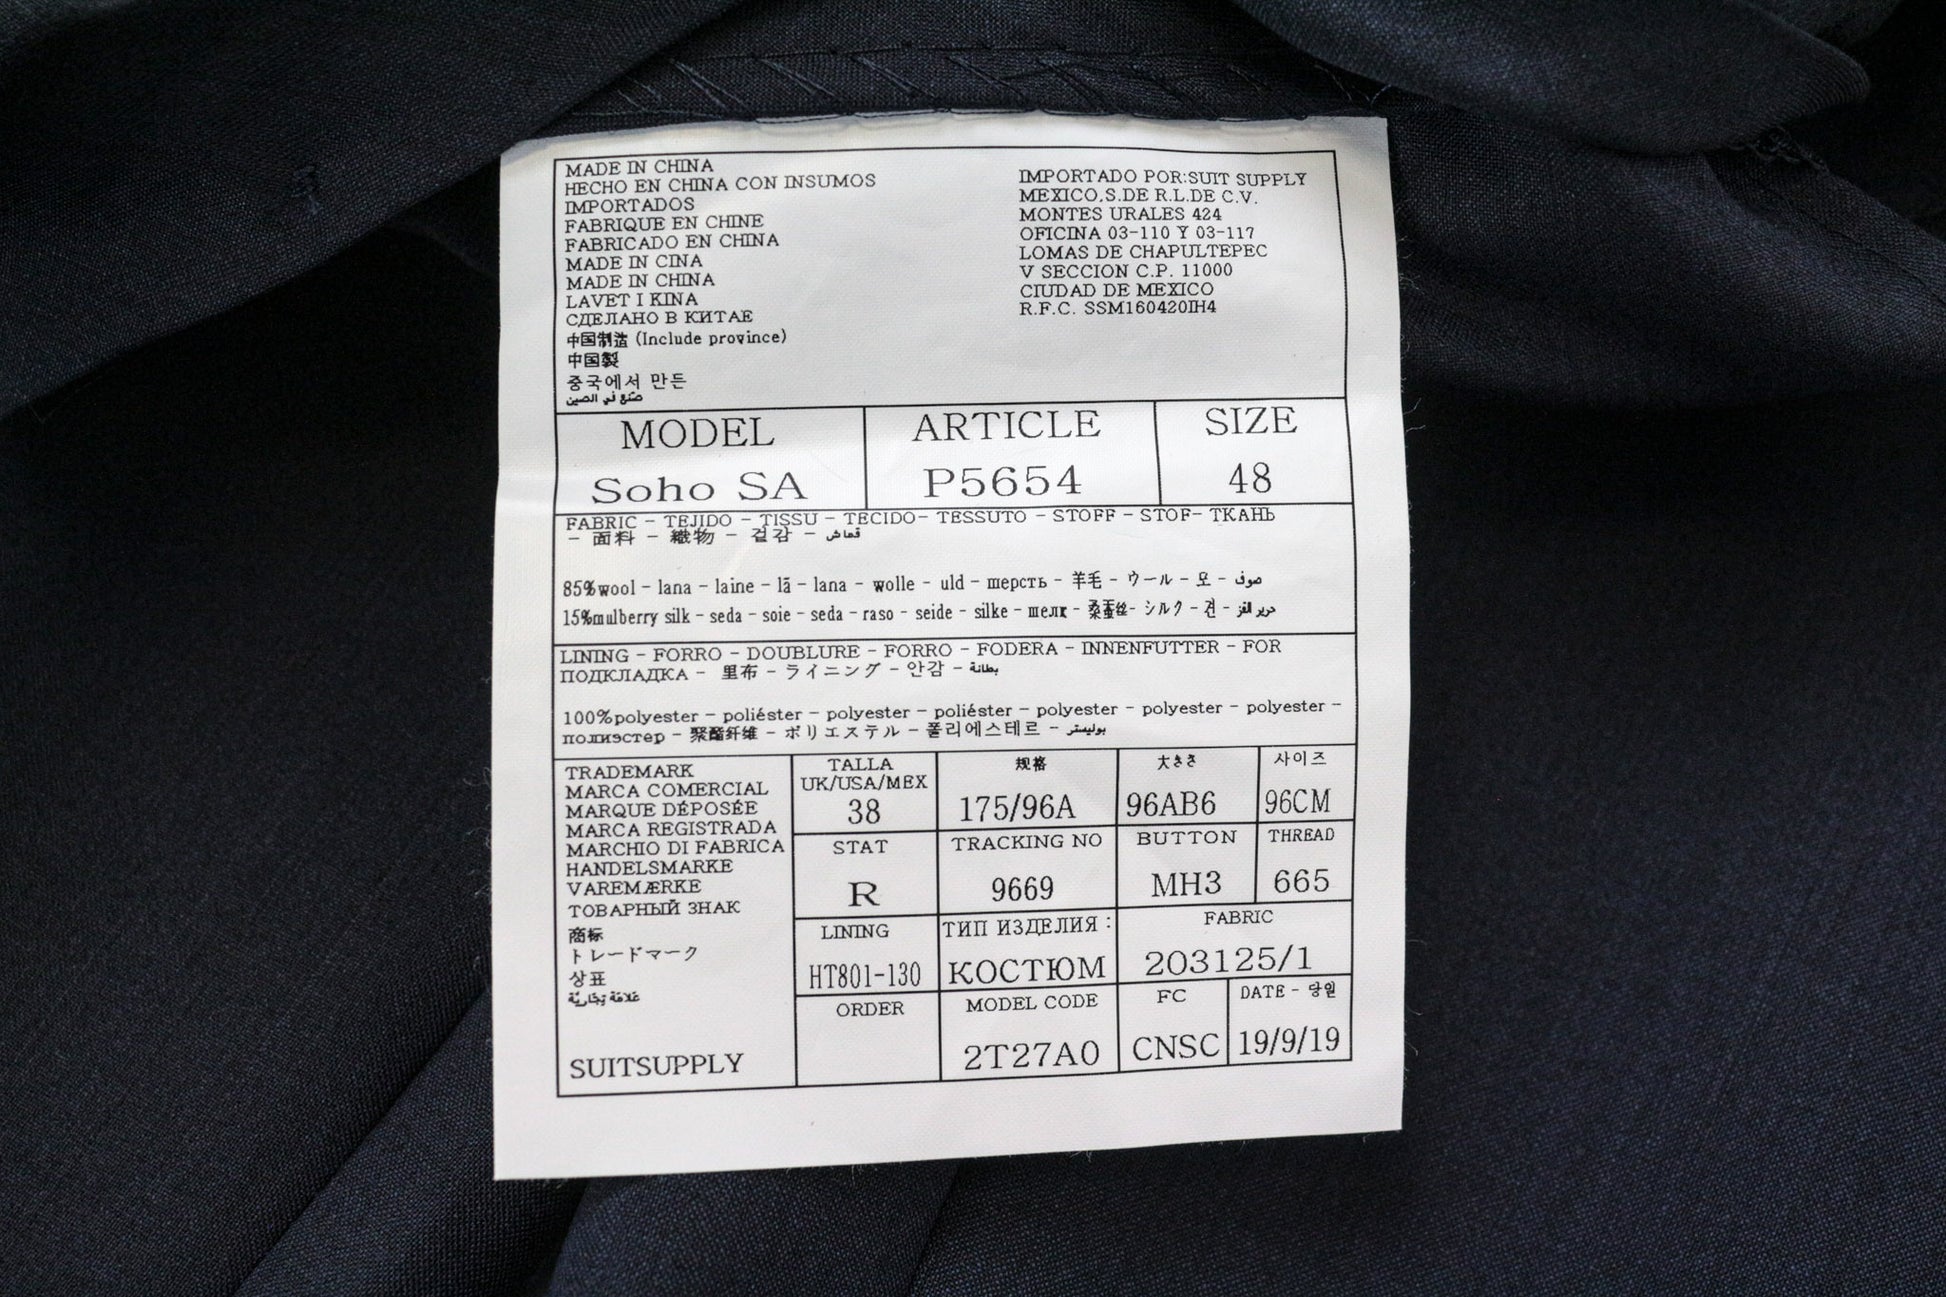 MADE IN CHINA
HECHO EN CHINA CON INSUMOS
IMPORTADOS
FABRIQUE EN CHINE
FABRICADO EN CHINA
MADE IN CINA
MADE IN CHINA
LAVET I KINA
СДЕЛАНО В КИТАЕ
中国制造 (Include province)
中国製
중국에서 만든
صنع في الصين
IMPORTADO POR:SUIT SUPPLY
MEXICO,S.DE R.L.DE C.V.
MONTES URALES 424
OFICINA 03-110 Y 03-117
LOMAS DE CHAPULTEPEC
V SECCION C.P. 11000
CIUDAD DE MEXICO
R.F.C. SSM160420IH4
MODEL
Soho SA
ARTICLE
P5654
SIZE
48
FABRIC - TEJIDO - TISSU - TECIDO- TESSUTO - STOFF - STOF- ТКАНЬ
- 面料 - 織物 - 겉감 - قماش
85%wool - lana - laine - lã - lana - wolle - uld - шерсть - 羊毛 - ウール - 모 - صوف
15%mulberry silk - seda - soie - seda - raso - seide - silke - шелк - 桑蚕丝- シルク - 견 - حرير القز
LINING - FORRO - DOUBLURE - FORRO - FODERA - INNENFUTTER - FOR
ПОДКЛАДКА - 里布 - ライニング - 안감 - بطانة
100%polyester - poliéster - polyester - poliéster - polyester - polyester - polyester -
полиэстер - 聚酯纤维 - ポリエステル - 폴리에스테르 - بوليستر
TRADEMARK
MARCA COMERCIAL
MARQUE DÉPOSÉE
MARCA REGISTRADA
MARCHIO DI FABRICA
HANDELSMARKE
VAREMÆRKE
ТОВАРНЫЙ ЗНАК
商标
トレードマーク
상표
علامة تجارية
SUITSUPPLY
TALLA
UK/USA/MEX
38
规格
175/96A
大きさ
96AB6
사이즈
96CM
STAT
R
TRACKING NO
9669
BUTTON
MH3
THREAD
665
LINING
HT801-130
ТИП ИЗДЕЛИЯ :
КОСТЮМ
FABRIC
203125/1
ORDER
MODEL CODE
2T27A0
FC
CNSC
DATE - 당일
19/9/19